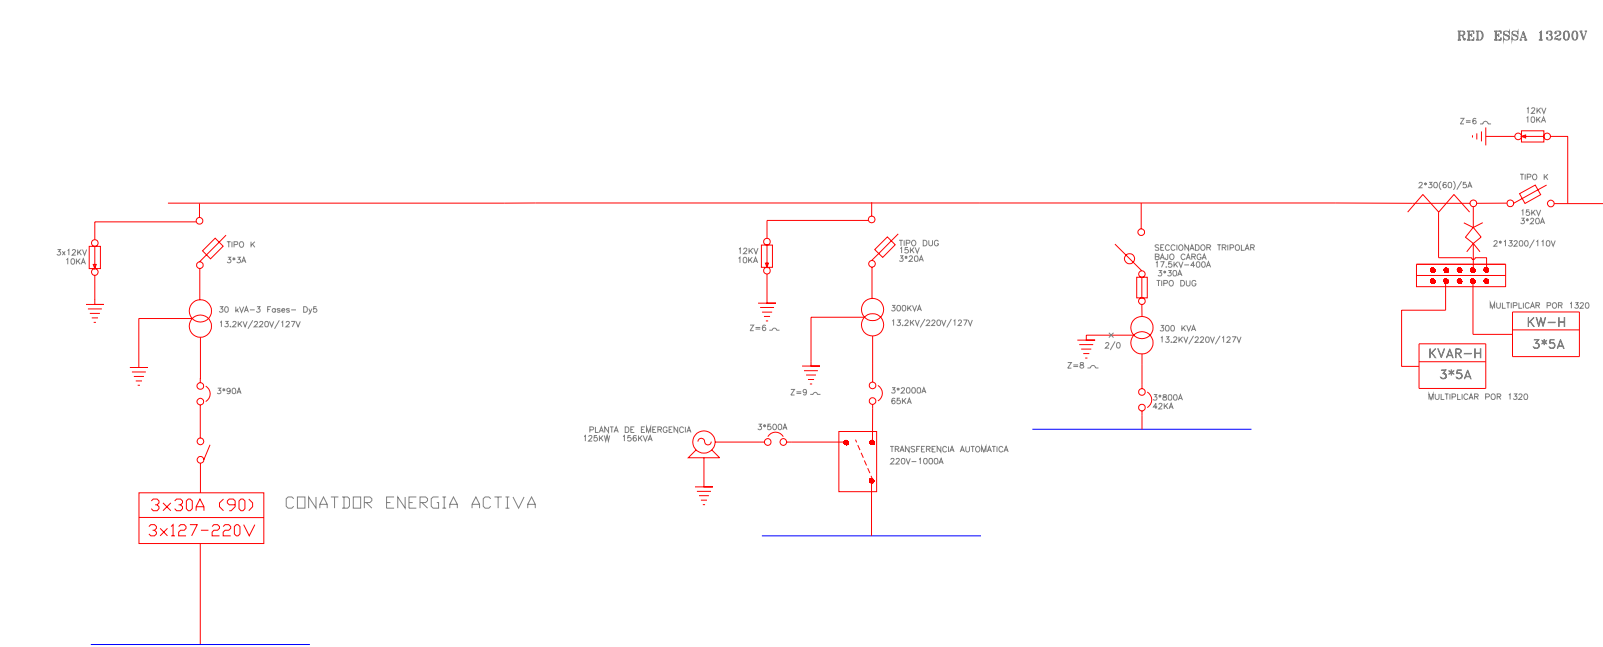 RED ESSA 13200V
12KV
10KA
Z=6
TIPO K
2*30(60)/5A
15KV
3*20A
2*13200/110V
MULTIPLICAR POR 1320
KW-H
3*5A
KVAR-H
3*5A
MULTIPLICAR POR 1320
SECCIONADOR TRIPOLAR
BAJO CARGA
17.5KV-400A
3*30A
TIPO DUG
300 KVA
13.2KV/220V/127V
2/0
Z=8
3*800A
42KA
TIPO DUG
15KV
3*20A
12KV
10KA
Z=6
300KVA
13.2KV/220V/127V
Z=9
3*2000A
65KA
PLANTA DE EMERGENCIA
125KW 156KVA
3*500A
TRANSFERENCIA AUTOMATICA
220V-1000A
3x12KV
10KA
TIPO K
3*3A
30 kVA-3 Fases- Dy5
13.2KV/220V/127V
3*90A
3x30A (90)
3x127-220V
CONATDOR ENERGIA ACTIVA